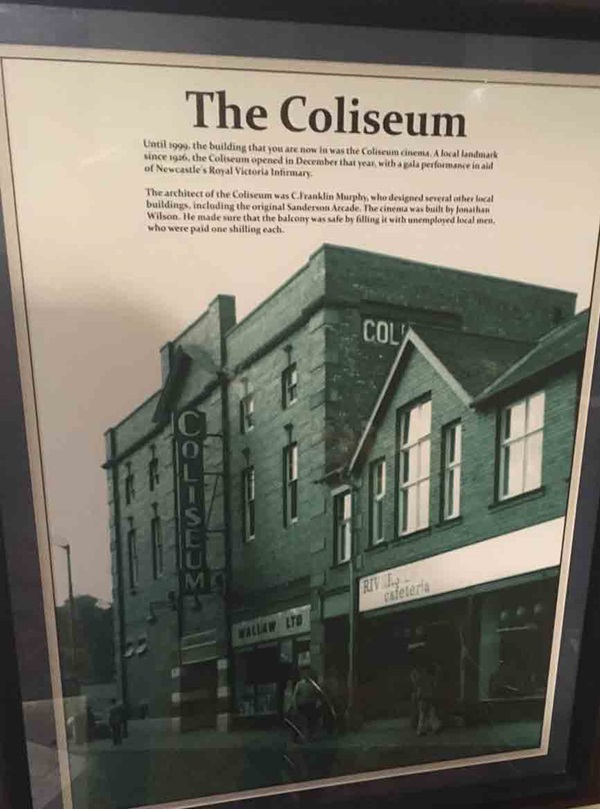 The Coliseum
Until 1999, the building that you are now in was the Coliseum cinema. A local landmark
since 1926, the Coliseum opened in December that year, with a gala performance in aid
of Newcastle's Royal Victoria Infirmary.
The architect of the Coliseum was C.Franklin Murphy, who designed several other local
buildings, including the original Sanderson Arcade. The cinema was built by Jonathan
Wilson. He made sure that the balcony was safe by filling it with unemployed local men,
who were paid one shilling each.
COL
COLISEUM
WALLAW LTD
cafeteria